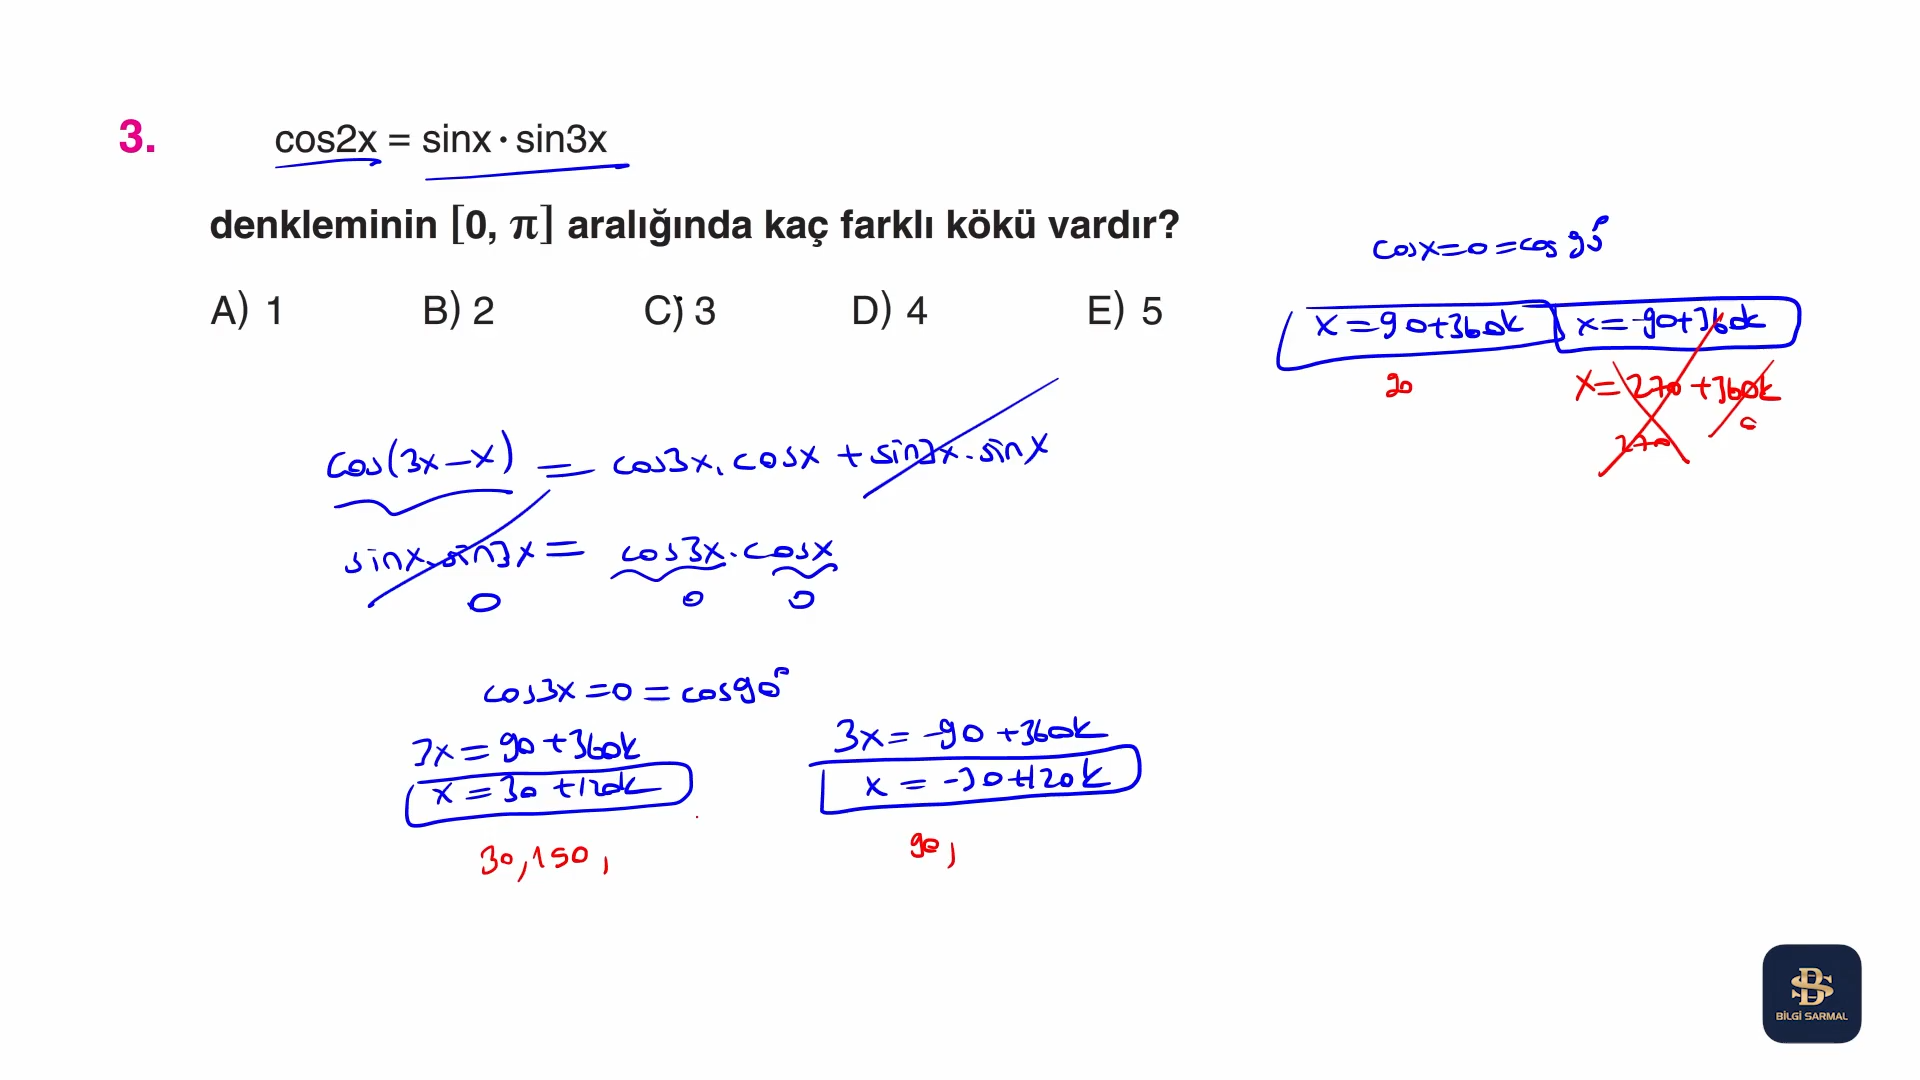 3. cos2x = sinx · sin3x
denkleminin [0, π] aralığında kaç farklı kökü vardır?
A) 1 B) 2 C) 3 D) 4 E) 5
cosx=0=cos90°
x=90+360k x=-90+360k
90 x=270+360k
270 0
cos(3x-x) = cos3x.cosx + sin3x.sinx
sinx.sin3x = cos3x.cosx
0 0 0
cos3x=0=cos90°
3x=90+360k 3x=-90+360k
x=30+120k x=-30+120k
30,150, 90,
BİLGİ SARMAL